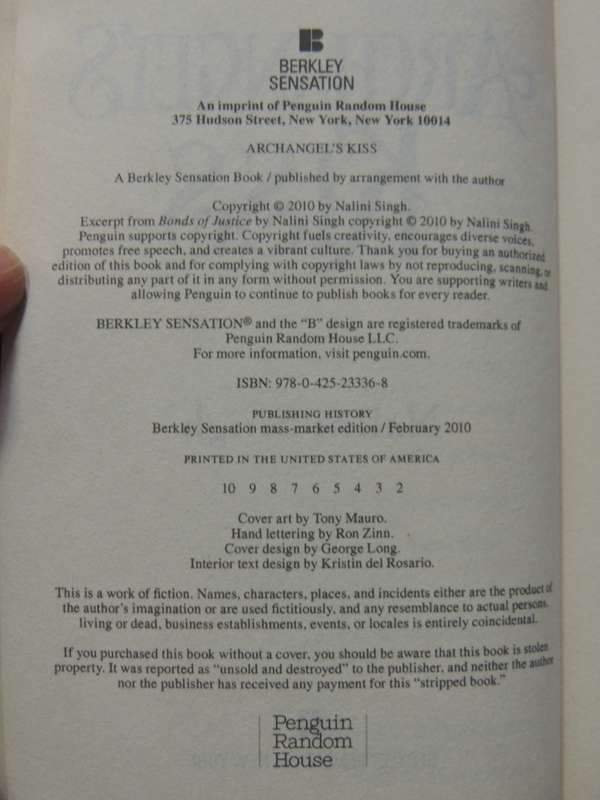 B
BERKLEY
SENSATION
An imprint of Penguin Random House
375 Hudson Street, New York, New York 10014
ARCHANGEL'S KISS
A Berkley Sensation Book / published by arrangement with the author
Copyright © 2010 by Nalini Singh.
Excerpt from Bonds of Justice by Nalini Singh copyright © 2010 by Nalini Singh.
Penguin supports copyright. Copyright fuels creativity, encourages diverse voices,
promotes free speech, and creates a vibrant culture. Thank you for buying an authorized
edition of this book and for complying with copyright laws by not reproducing, scanning, or
distributing any part of it in any form without permission. You are supporting writers and
allowing Penguin to continue to publish books for every reader.
BERKLEY SENSATION® and the "B" design are registered trademarks of
Penguin Random House LLC.
For more information, visit penguin.com.
ISBN: 978-0-425-23336-8
PUBLISHING HISTORY
Berkley Sensation mass-market edition / February 2010
PRINTED IN THE UNITED STATES OF AMERICA
10 9 8 7 6 5 4 3 2
Cover art by Tony Mauro.
Hand lettering by Ron Zinn.
Cover design by George Long.
Interior text design by Kristin del Rosario.
This is a work of fiction. Names, characters, places, and incidents either are the product of
the author's imagination or are used fictitiously, and any resemblance to actual persons,
living or dead, business establishments, events, or locales is entirely coincidental.
If you purchased this book without a cover, you should be aware that this book is stolen
property. It was reported as "unsold and destroyed" to the publisher, and neither the author
nor the publisher has received any payment for this "stripped book."
Penguin
Random
House